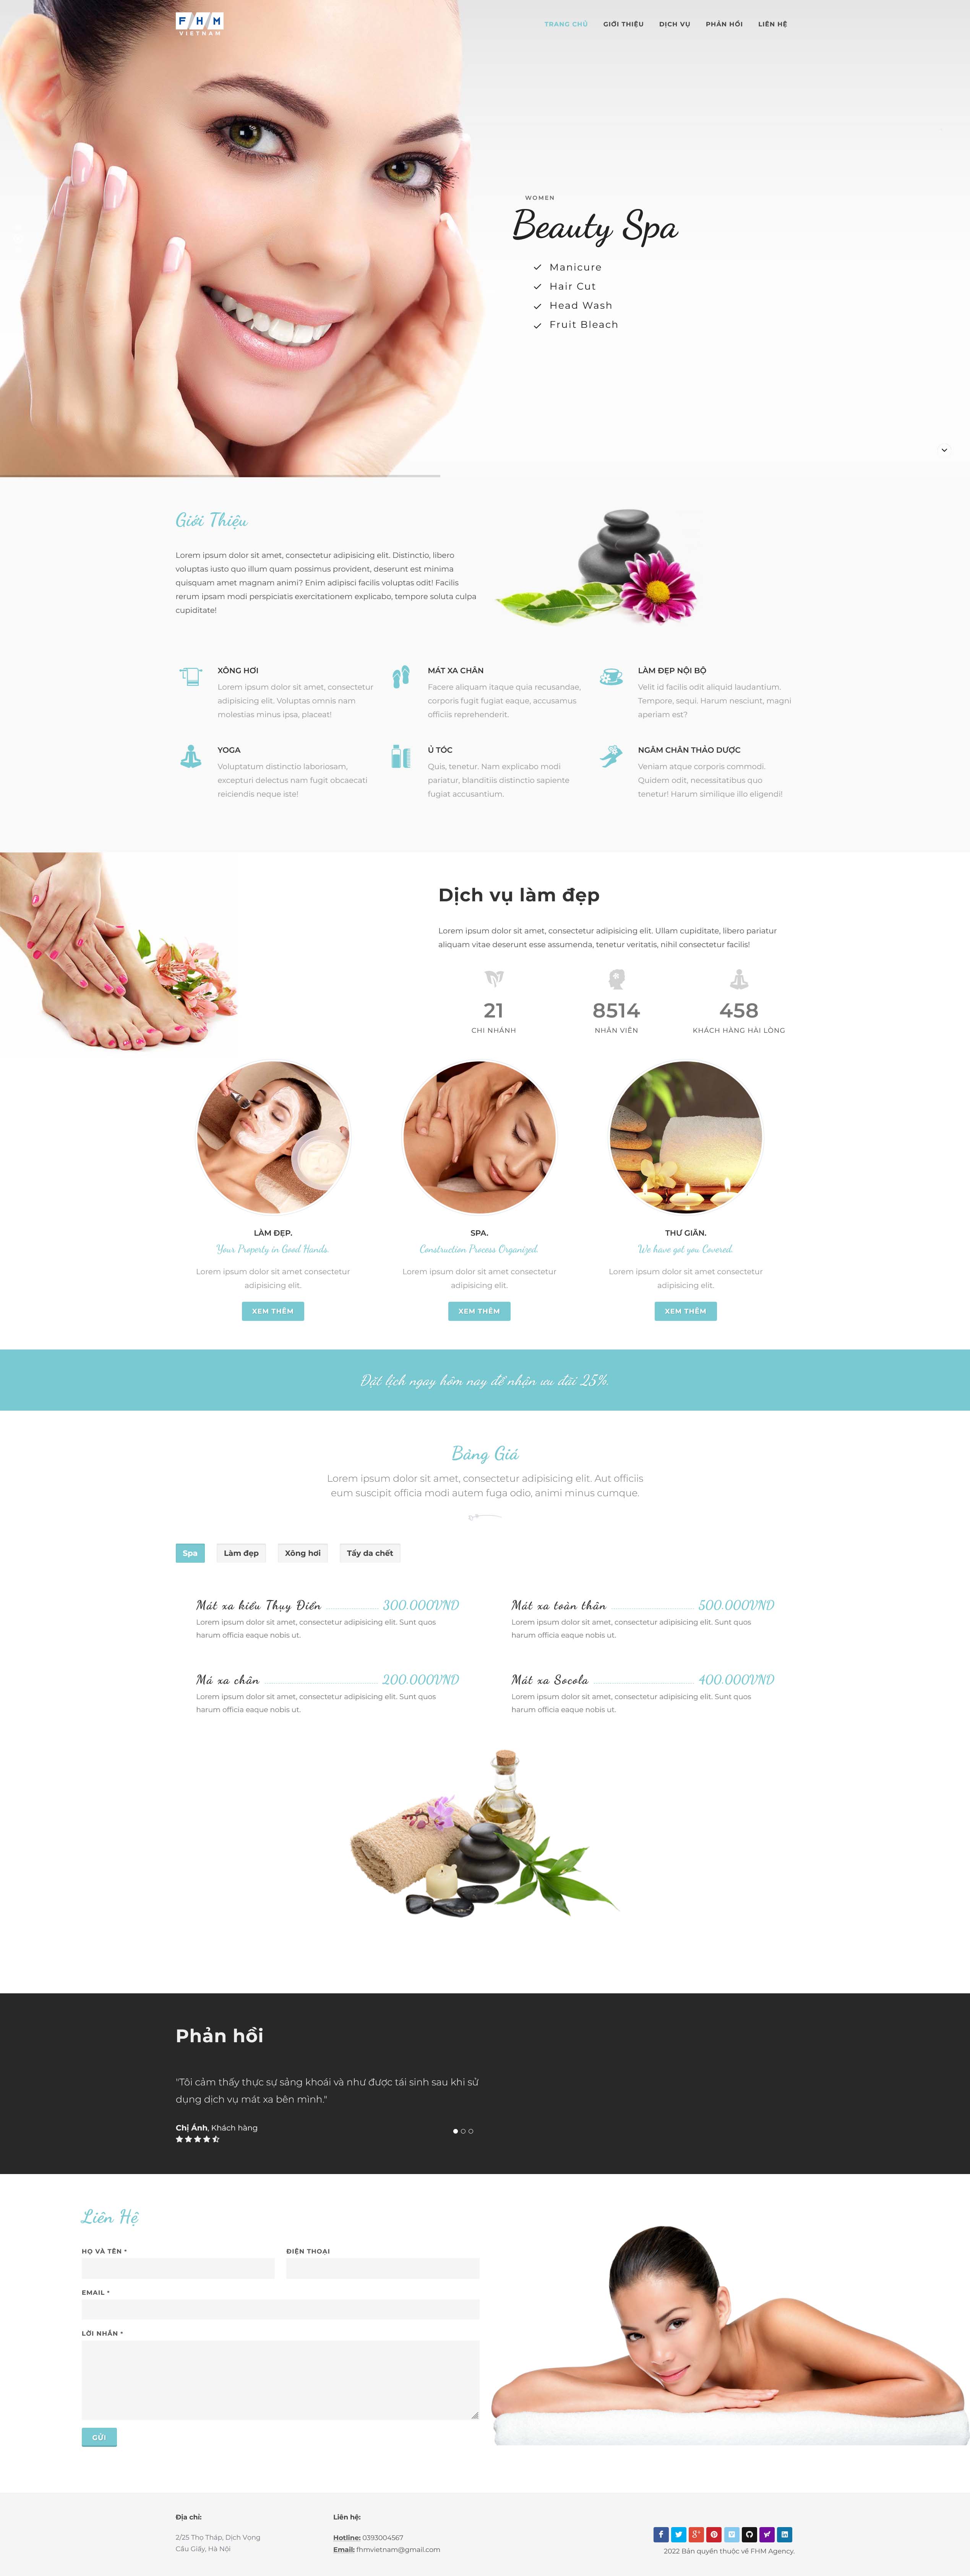 FHM
VIETNAM
TRANG CHỦ GIỚI THIỆU DỊCH VỤ PHẢN HỒI LIÊN HỆ
WOMEN
Beauty Spa
Manicure
Hair Cut
Head Wash
Fruit Bleach
Giới Thiệu
Lorem ipsum dolor sit amet, consectetur adipisicing elit. Distinctio, libero
voluptas iusto quo illum quam possimus provident, deserunt est minima
quisquam amet magnam animi? Enim adipisci facilis voluptas odit! Facilis
rerum ipsam modi perspiciatis exercitationem explicabo, tempore soluta culpa
cupiditate!
XÔNG HƠI
Lorem ipsum dolor sit amet, consectetur
adipisicing elit. Voluptas omnis nam
molestias minus ipsa, placeat!
MÁT XA CHÂN
Facere aliquam itaque quia recusandae,
corporis fugit fugiat eaque, accusamus
officiis reprehenderit.
LÀM ĐẸP NỘI BỘ
Velit id facilis odit aliquid laudantium.
Tempore, sequi. Harum nesciunt, magni
aperiam est?
YOGA
Voluptatum distinctio laboriosam,
excepturi delectus nam fugit obcaecati
reiciendis neque iste!
Ủ TÓC
Quis, tenetur. Nam explicabo modi
pariatur, blanditiis distinctio sapiente
fugiat accusantium.
NGÂM CHÂN THẢO DƯỢC
Veniam atque corporis commodi.
Quidem odit, necessitatibus quo
tenetur! Harum similique illo eligendi!
Dịch vụ làm đẹp
Lorem ipsum dolor sit amet, consectetur adipisicing elit. Ullam cupiditate, libero pariatur
aliquam vitae deserunt esse assumenda, tenetur veritatis, nihil consectetur facilis!
21
CHI NHÁNH
8514
NHÂN VIÊN
458
KHÁCH HÀNG HÀI LÒNG
LÀM ĐẸP.
Your Property in Good Hands.
Lorem ipsum dolor sit amet consectetur
adipisicing elit.
XEM THÊM
SPA.
Construction Process Organized.
Lorem ipsum dolor sit amet consectetur
adipisicing elit.
XEM THÊM
THƯ GIÃN.
We have got you Covered.
Lorem ipsum dolor sit amet consectetur
adipisicing elit.
XEM THÊM
Đặt lịch ngay hôm nay để nhận ưu đãi 25%.
Bảng Giá
Lorem ipsum dolor sit amet, consectetur adipisicing elit. Aut officiis
eum suscipit officia modi autem fuga odio, animi minus cumque.
Spa Làm đẹp Xông hơi Tẩy da chết
Mát xa kiểu Thụy Điển 300.000VND
Lorem ipsum dolor sit amet, consectetur adipisicing elit. Sunt quos
harum officia eaque nobis ut.
Mát xa toàn thân 500.000VND
Lorem ipsum dolor sit amet, consectetur adipisicing elit. Sunt quos
harum officia eaque nobis ut.
Má xa chân 200.000VND
Lorem ipsum dolor sit amet, consectetur adipisicing elit. Sunt quos
harum officia eaque nobis ut.
Mát xa Socola 400.000VND
Lorem ipsum dolor sit amet, consectetur adipisicing elit. Sunt quos
harum officia eaque nobis ut.
Phản hồi
"Tôi cảm thấy thực sự sảng khoái và như được tái sinh sau khi sử
dụng dịch vụ mát xa bên mình."
Chị Ánh, Khách hàng
Liên Hệ
HỌ VÀ TÊN *
ĐIỆN THOẠI
EMAIL *
LỜI NHẮN *
GỬI
Địa chỉ:
2/25 Thọ Tháp, Dịch Vọng
Cầu Giấy, Hà Nội
Liên hệ:
Hotline: 0393004567
Email: fhmvietnam@gmail.com
2022 Bản quyền thuộc về FHM Agency.